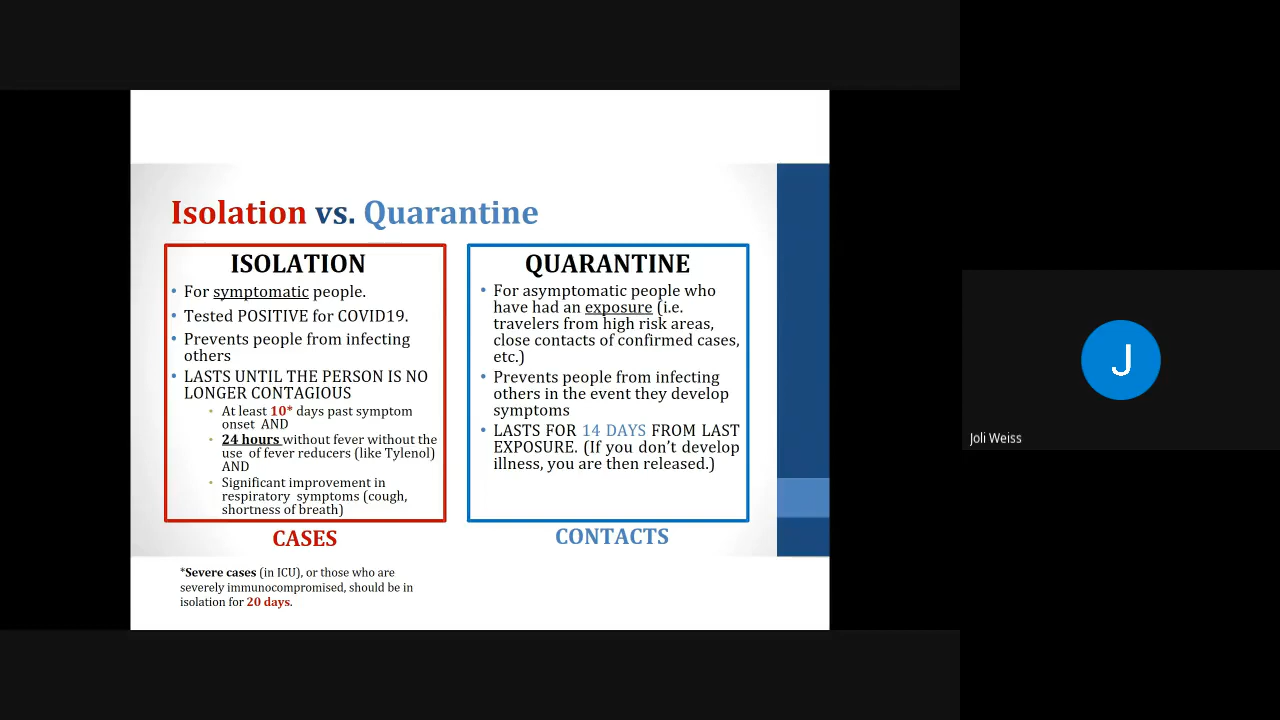 Isolation vs. Quarantine
ISOLATION
• For symptomatic people.
• Tested POSITIVE for COVID19.
• Prevents people from infecting
others
• LASTS UNTIL THE PERSON IS NO
LONGER CONTAGIOUS
• At least 10* days past symptom
onset AND
• 24 hours without fever without the
use of fever reducers (like Tylenol)
AND
• Significant improvement in
respiratory symptoms (cough,
shortness of breath)
CASES
*Severe cases (in ICU), or those who are
severely immunocompromised, should be in
isolation for 20 days.
QUARANTINE
• For asymptomatic people who
have had an exposure (i.e.
travelers from high risk areas,
close contacts of confirmed cases,
etc.)
• Prevents people from infecting
others in the event they develop
symptoms
• LASTS FOR 14 DAYS FROM LAST
EXPOSURE. (If you don't develop
illness, you are then released.)
CONTACTS
J
Joli Weiss